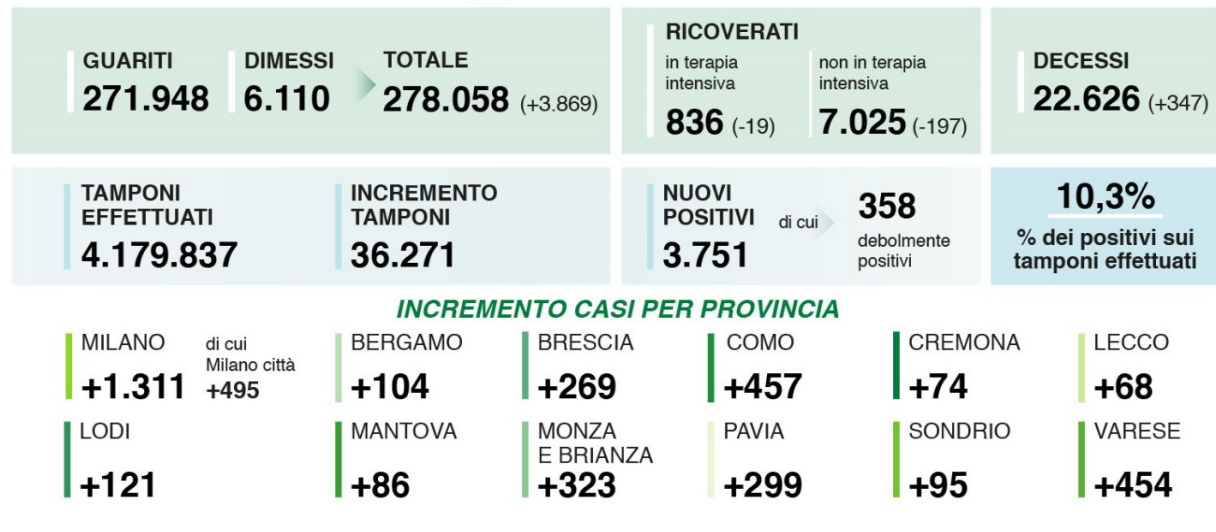 GUARITI
271.948
DIMESSI
6.110
TOTALE
278.058 (+3.869)
RICOVERATI
in terapia
intensiva
836 (-19)
non in terapia
intensiva
7.025 (-197)
DECESSI
22.626 (+347)
TAMPONI
EFFETTUATI
4.179.837
INCREMENTO
TAMPONI
36.271
NUOVI
POSITIVI
3.751
di cui
358
debolmente
positivi
10,3%
% dei positivi sui
tamponi effettuati
INCREMENTO CASI PER PROVINCIA
MILANO
+1.311
di cui
Milano città
+495
BERGAMO
+104
BRESCIA
+269
COMO
+457
CREMONA
+74
LECCO
+68
LODI
+121
MANTOVA
+86
MONZA
E BRIANZA
+323
PAVIA
+299
SONDRIO
+95
VARESE
+454